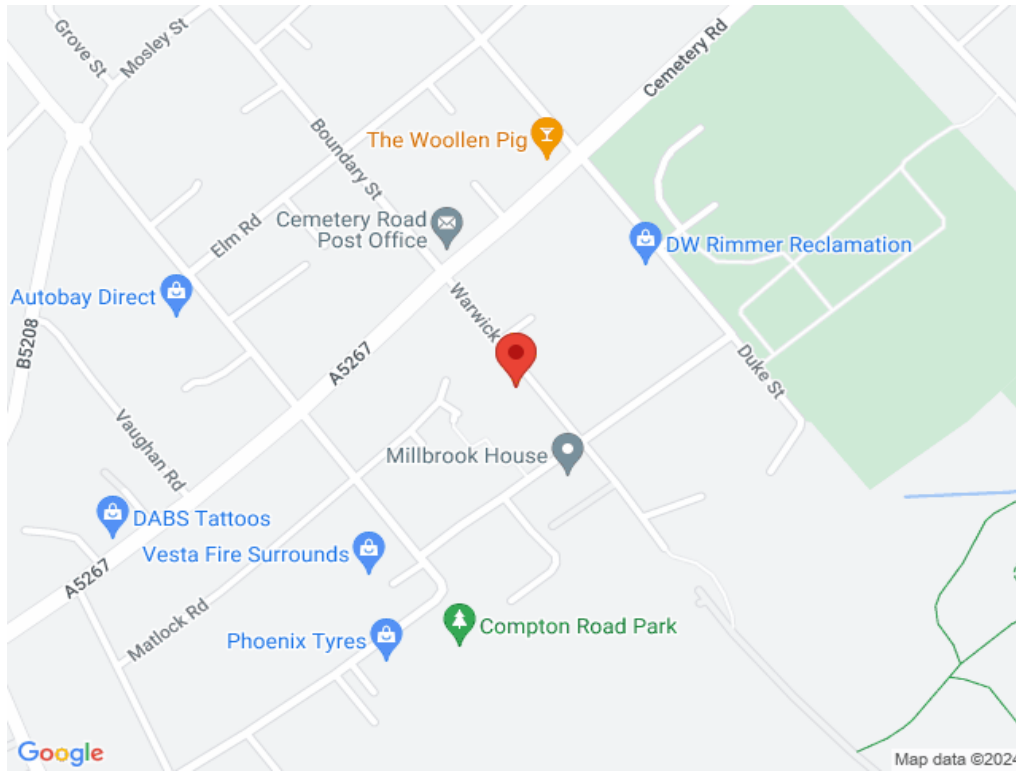 Grove St
Mosley St
Cemetery Rd
Boundary St
The Woollen Pig
Elm Rd
Cemetery Road
Post Office
DW Rimmer Reclamation
Autobay Direct
Warwick
B5208
A5267
Duke St
Vaughan Rd
Millbrook House
DABS Tattoos
Vesta Fire Surrounds
A5267
Matlock Rd
Phoenix Tyres
Compton Road Park
Google
Map data ©2024